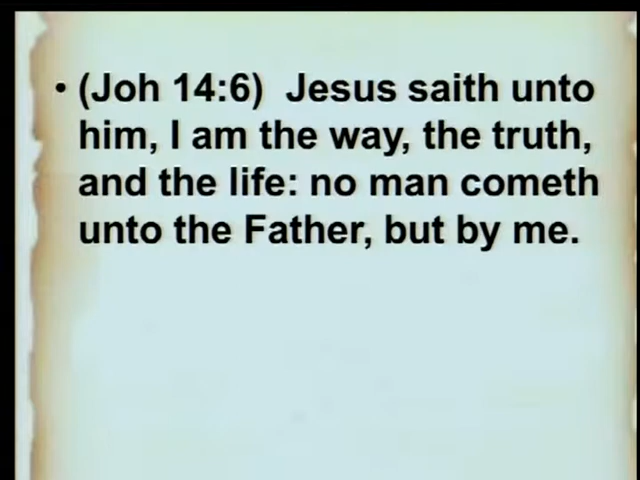 • (Joh 14:6)  Jesus saith unto
him, I am the way, the truth,
and the life: no man cometh
unto the Father, but by me.